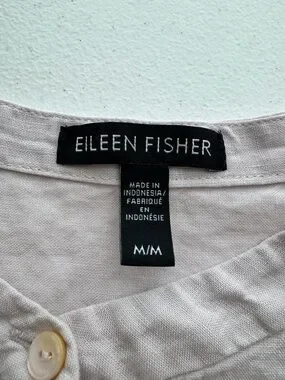 EILEEN FISHER
MADE IN
INDONESIA/
FABRIQUÉ
EN
INDONÉSIE
M/M